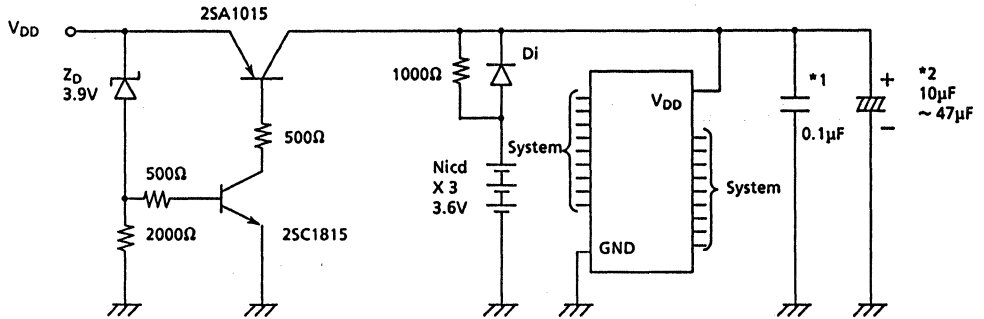 2SA1015
VDD
ZD
3.9V
500Ω
500Ω
2000Ω
2SC1815
1000Ω
Di
Nicd
X 3
3.6V
System
VDD
GND
System
*1
0.1μF
+
*2
10μF
~ 47μF
−